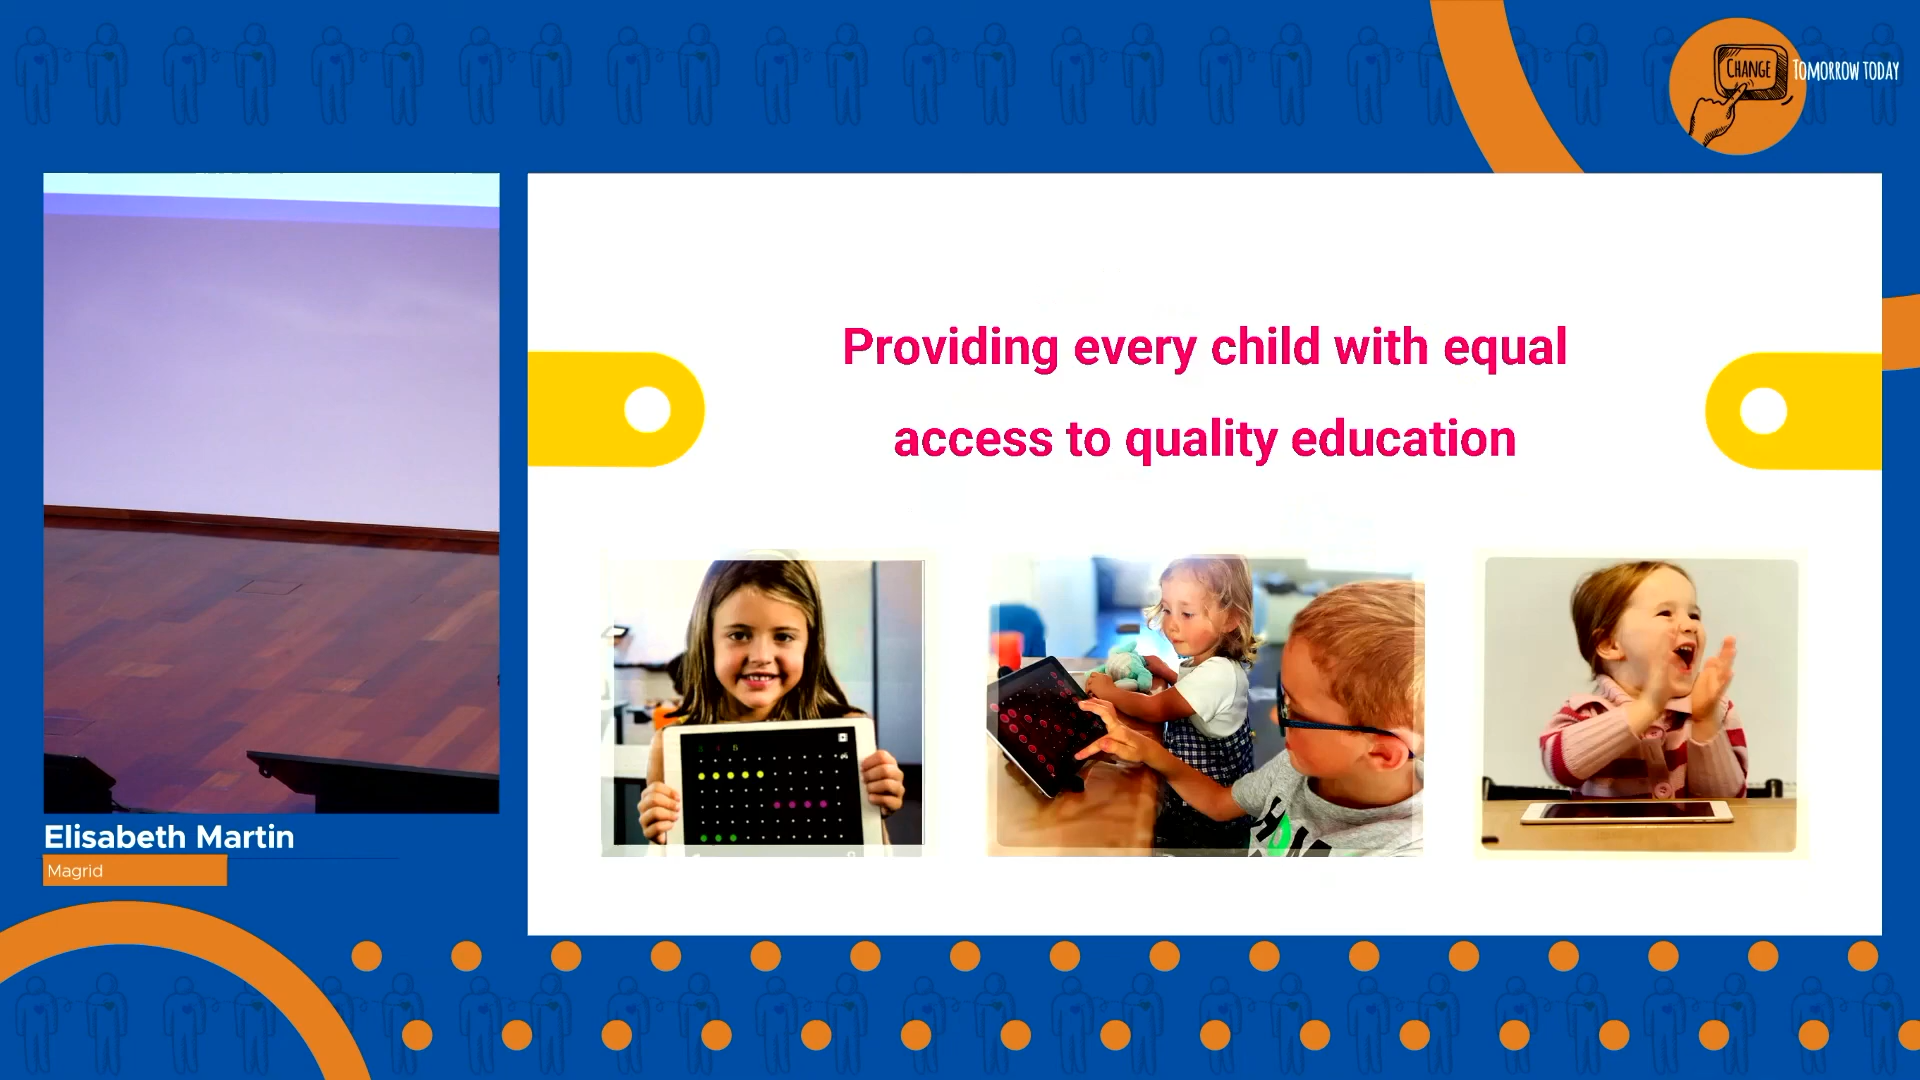 CHANGE TOMORROW TODAY
Providing every child with equal
access to quality education
Elisabeth Martin
Magrid